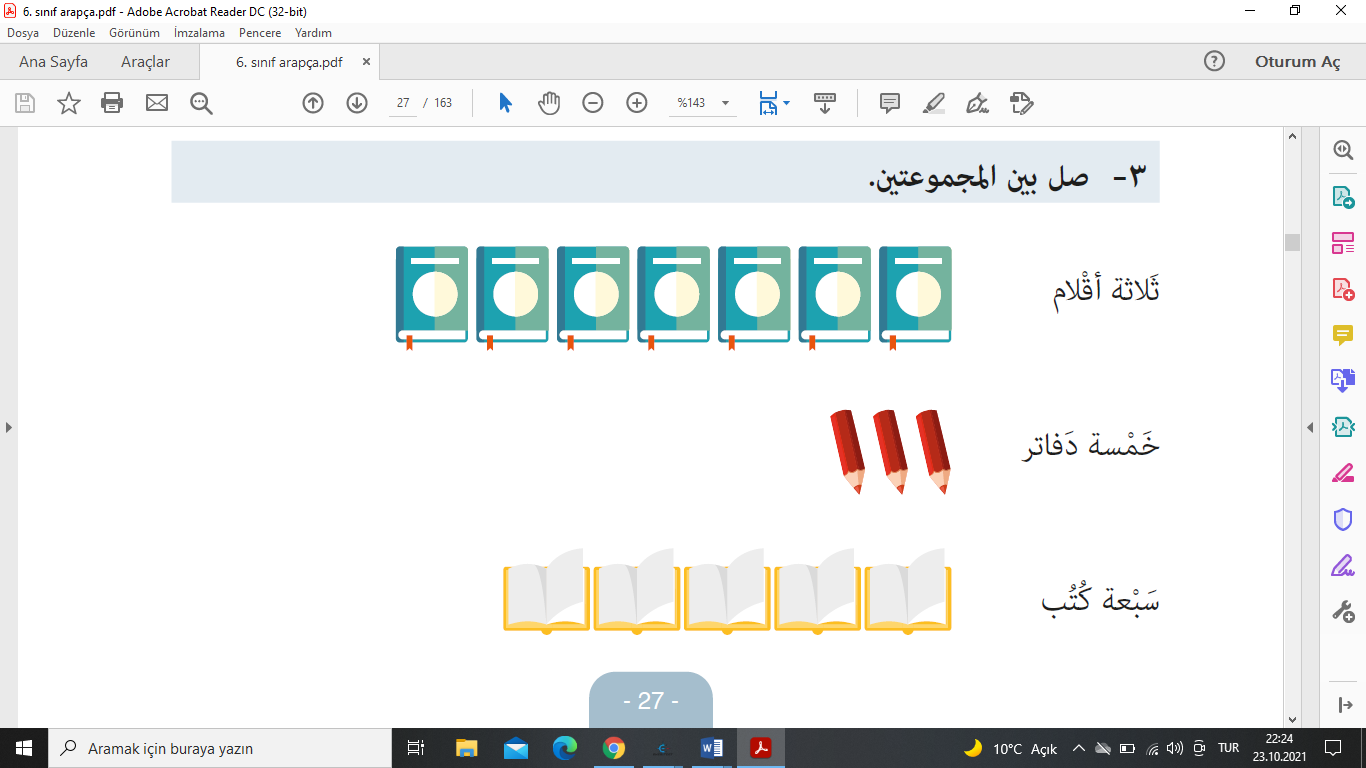 6. sınıf arapça.pdf - Adobe Acrobat Reader DC (32-bit)
Dosya Düzenle Görünüm İmzalama Pencere Yardım
Ana Sayfa Araçlar 6. sınıf arapça.pdf × Oturum Aç
27 / 163 %143
٣- صل بين المجموعتين.
ثَلاثة أقْلام
خَمْسة دَفاتر
سَبْعة كُتُب
- 27 -
Aramak için buraya yazın 10°C Açık TUR 22:24
23.10.2021